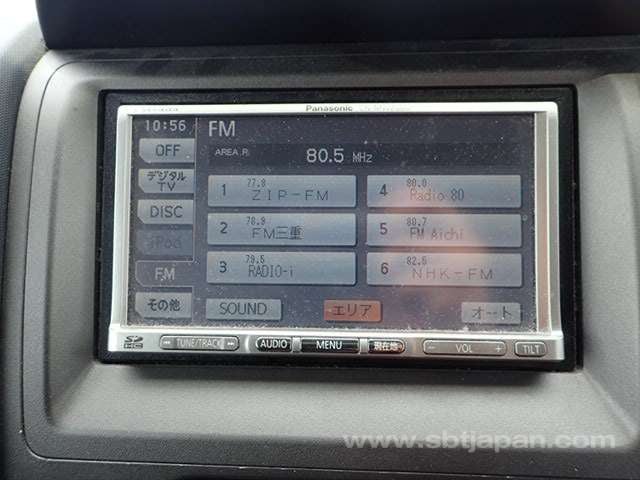 Panasonic
10:56 FM
OFF
AREA R. 80.5 MHz
デジタル
TV
1 77.8 ZIP-FM
4 80.0 Radio 80
DISC
2 78.9 FM三重
5 80.7 FM Aichi
iPod
3 79.5 RADIO-i
6 82.5 NHK-FM
FM
その他
SOUND エリア オート
SD HC TUNE/TRACK AUDIO MENU 現在地 - VOL + TILT
www.sbtjapan.com